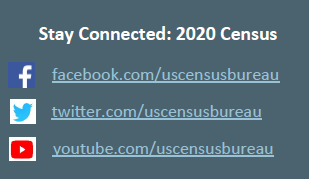 Stay Connected: 2020 Census
facebook.com/uscensusbureau
twitter.com/uscensusbureau
youtube.com/uscensusbureau